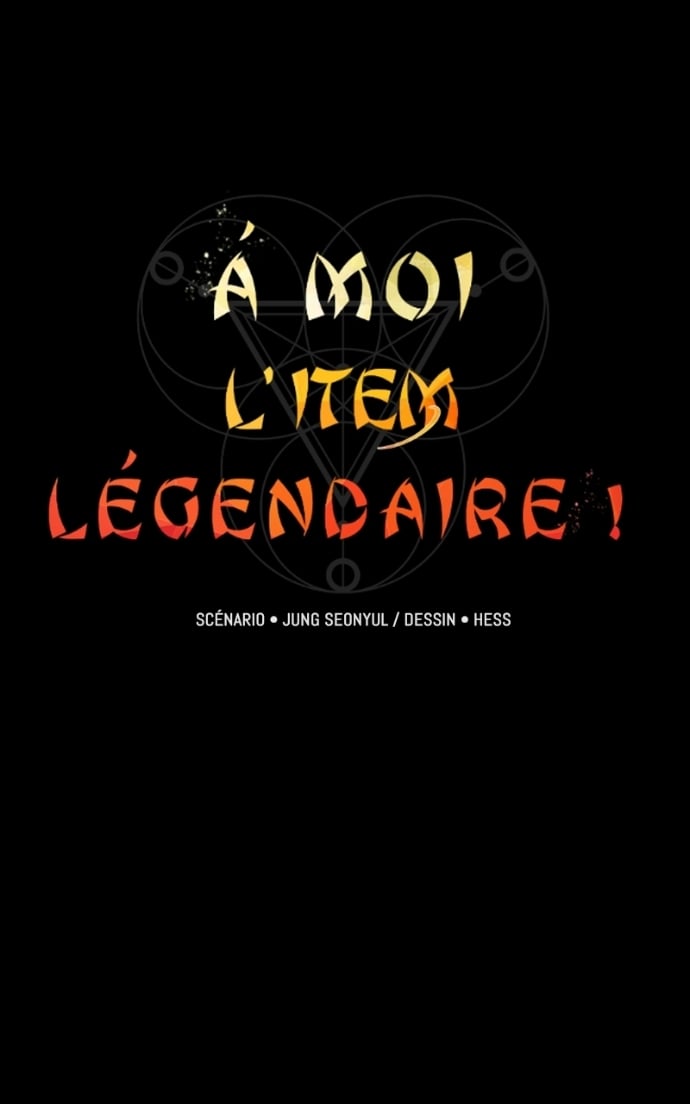 Á MOI
L'ITEM
LÉGENDAIRE !
SCÉNARIO • JUNG SEONYUL / DESSIN • HESS